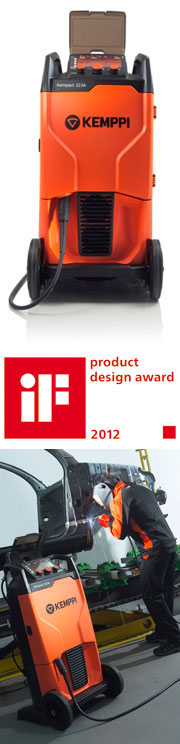 Kempact 323A
KEMPPI
iF
product
design award
2012
KEMPPI